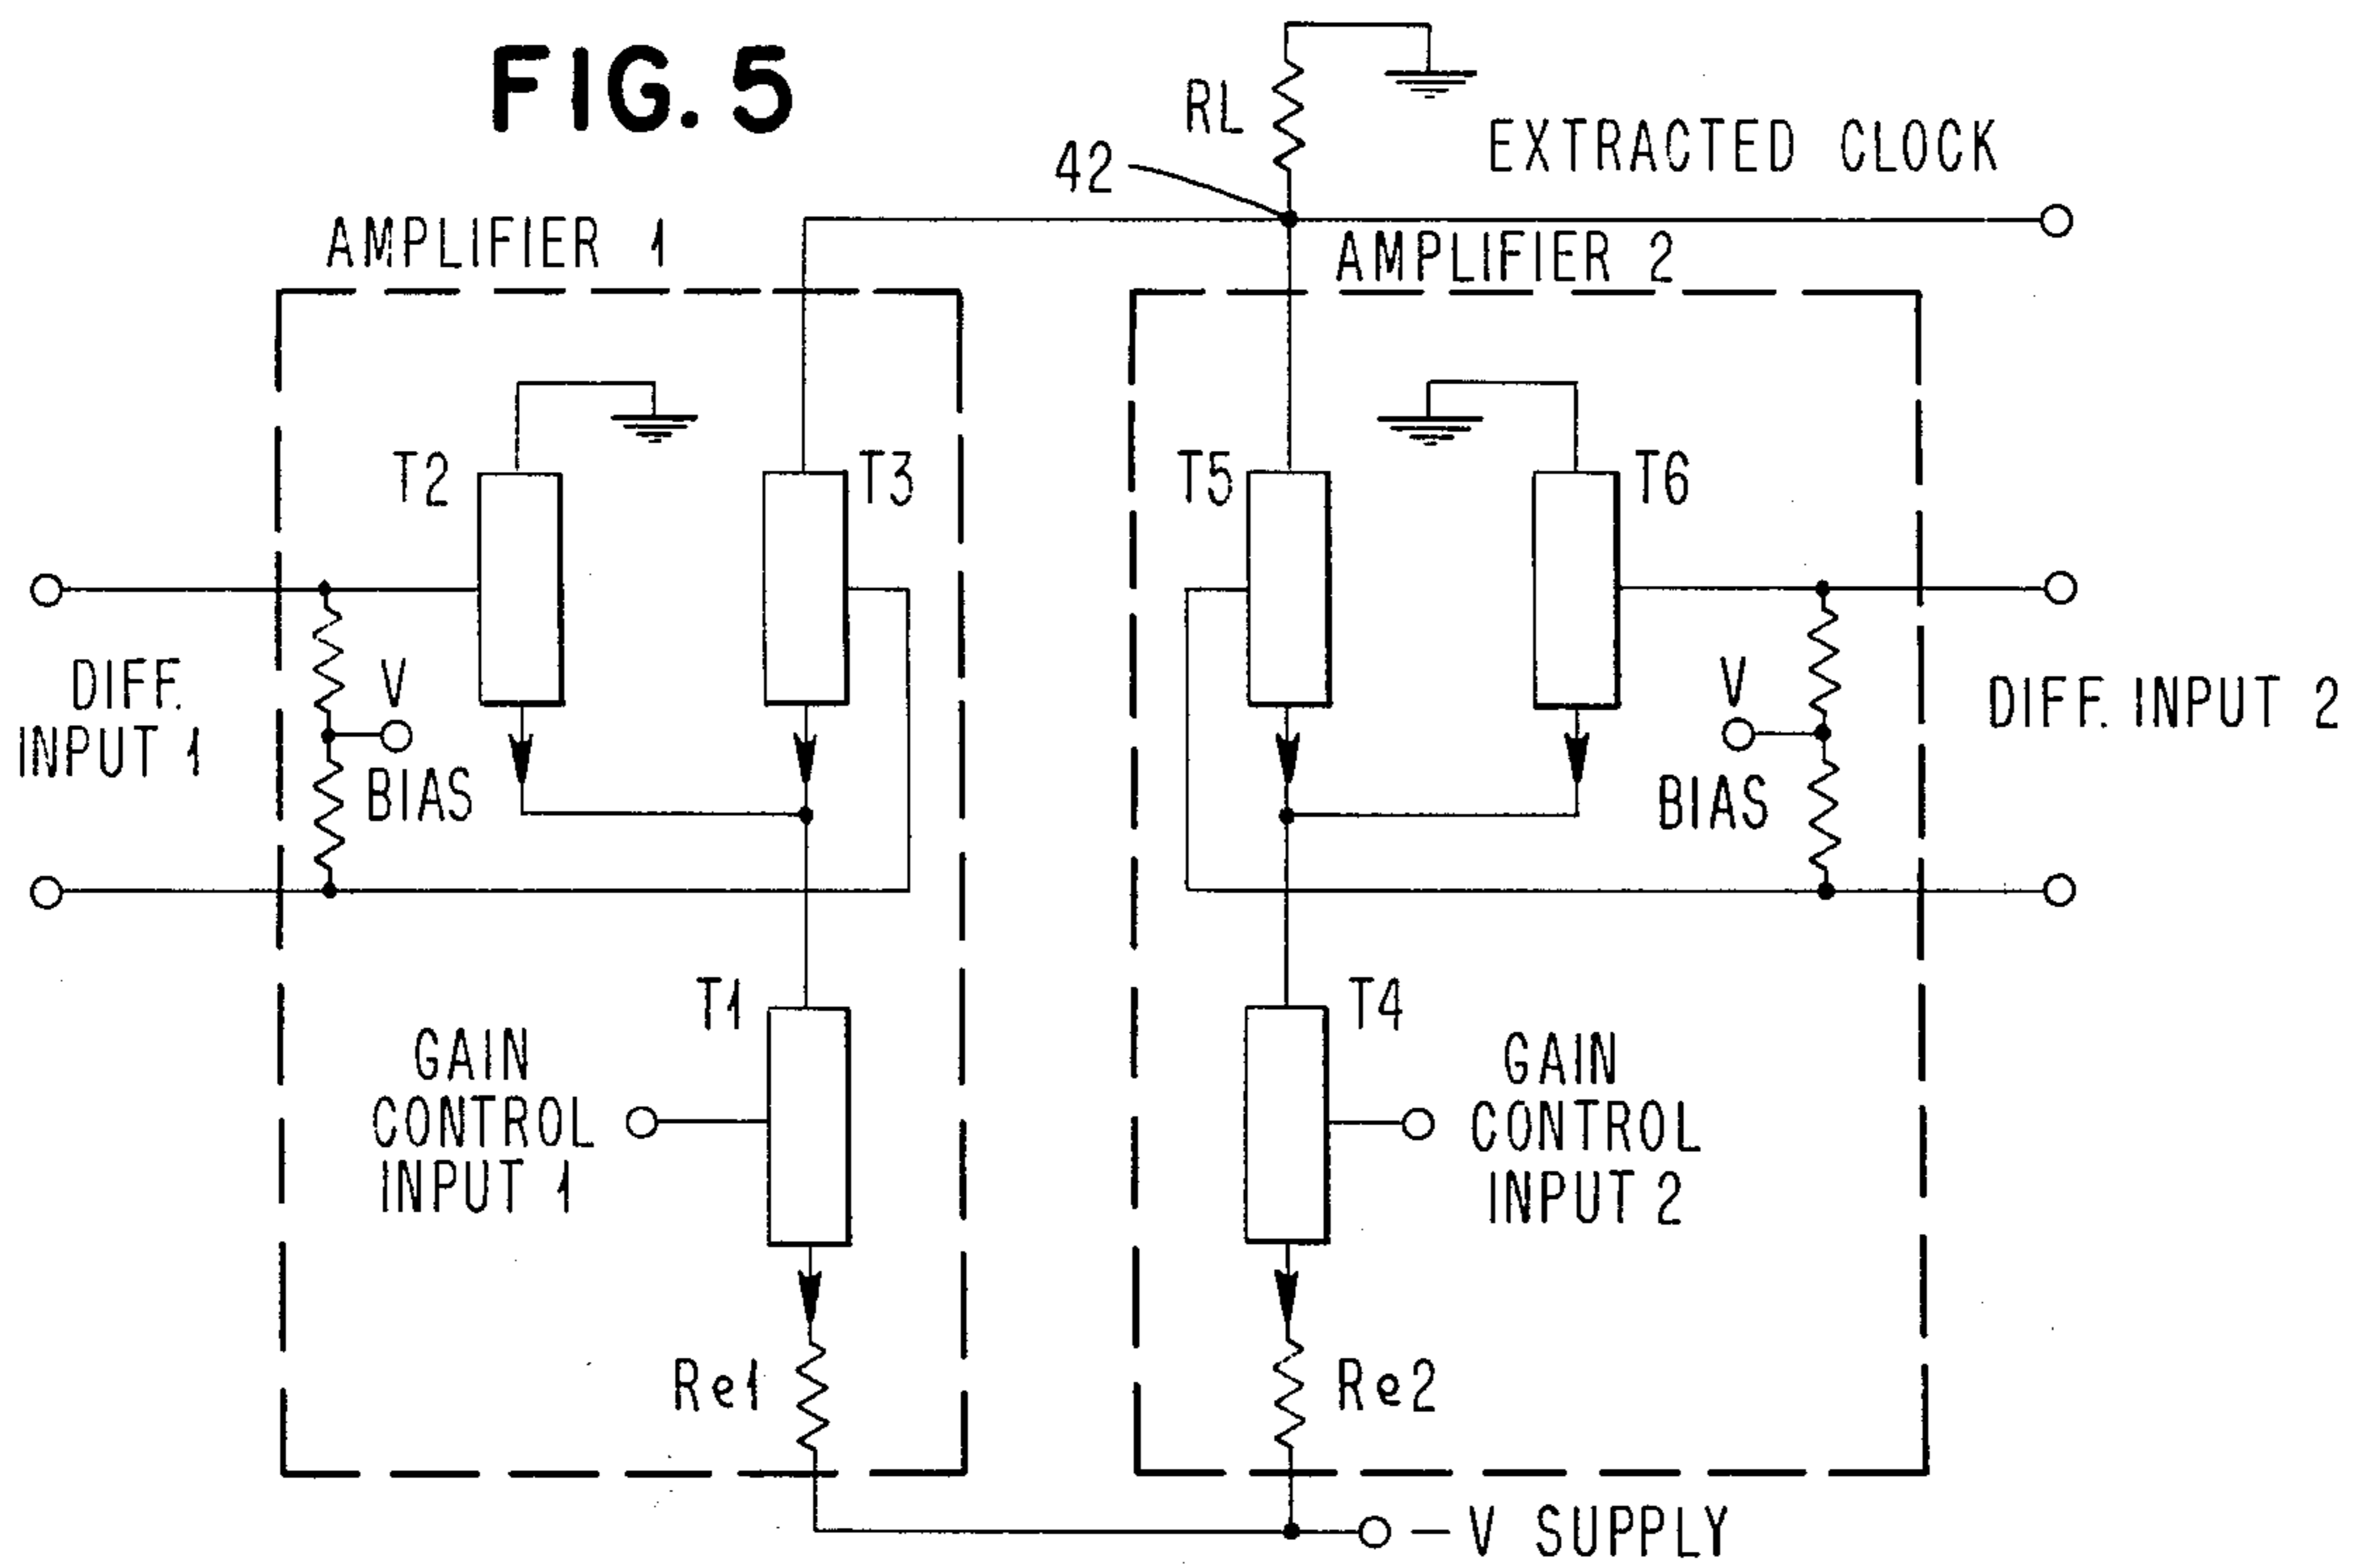 FIG. 5
RL
42
EXTRACTED CLOCK
AMPLIFIER 1
AMPLIFIER 2
T2
T3
T5
T6
DIFF.
INPUT 1
V
BIAS
V
BIAS
DIFF. INPUT 2
T1
GAIN
CONTROL
INPUT 1
T4
GAIN
CONTROL
INPUT 2
Re1
Re2
— V SUPPLY